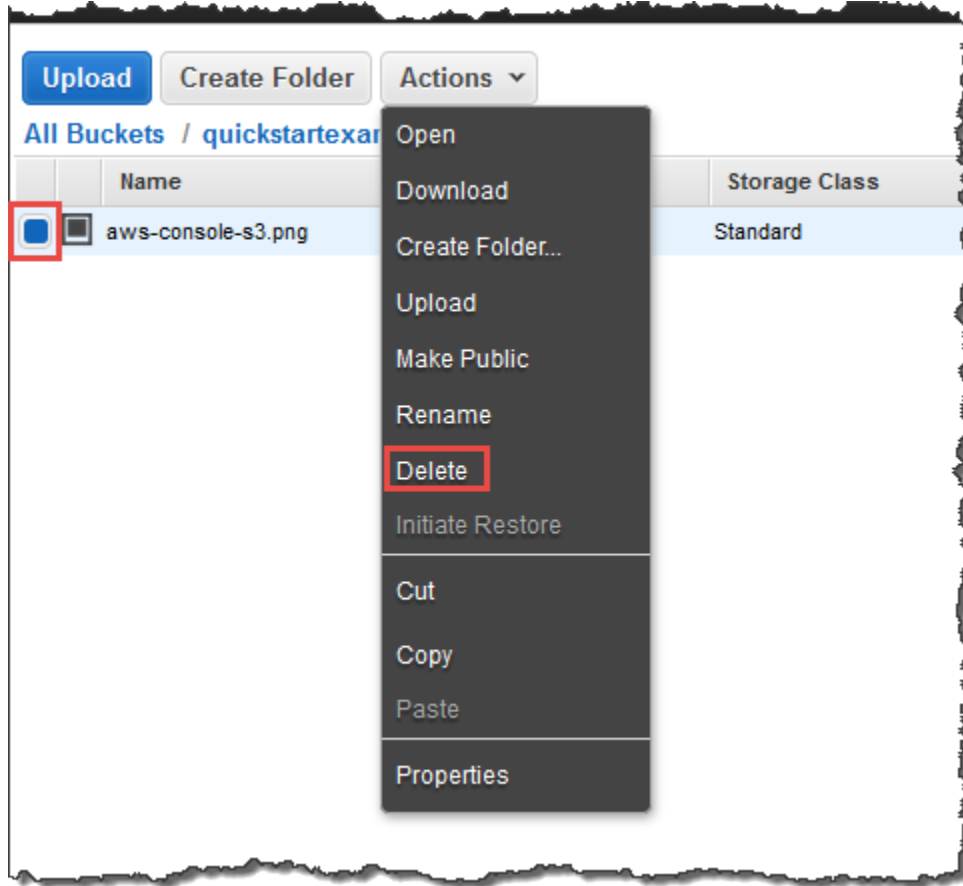 Upload Create Folder Actions
All Buckets / quickstartexa
Name Storage Class
aws-console-s3.png Standard
Open
Download
Create Folder...
Upload
Make Public
Rename
Delete
Initiate Restore
Cut
Copy
Paste
Properties